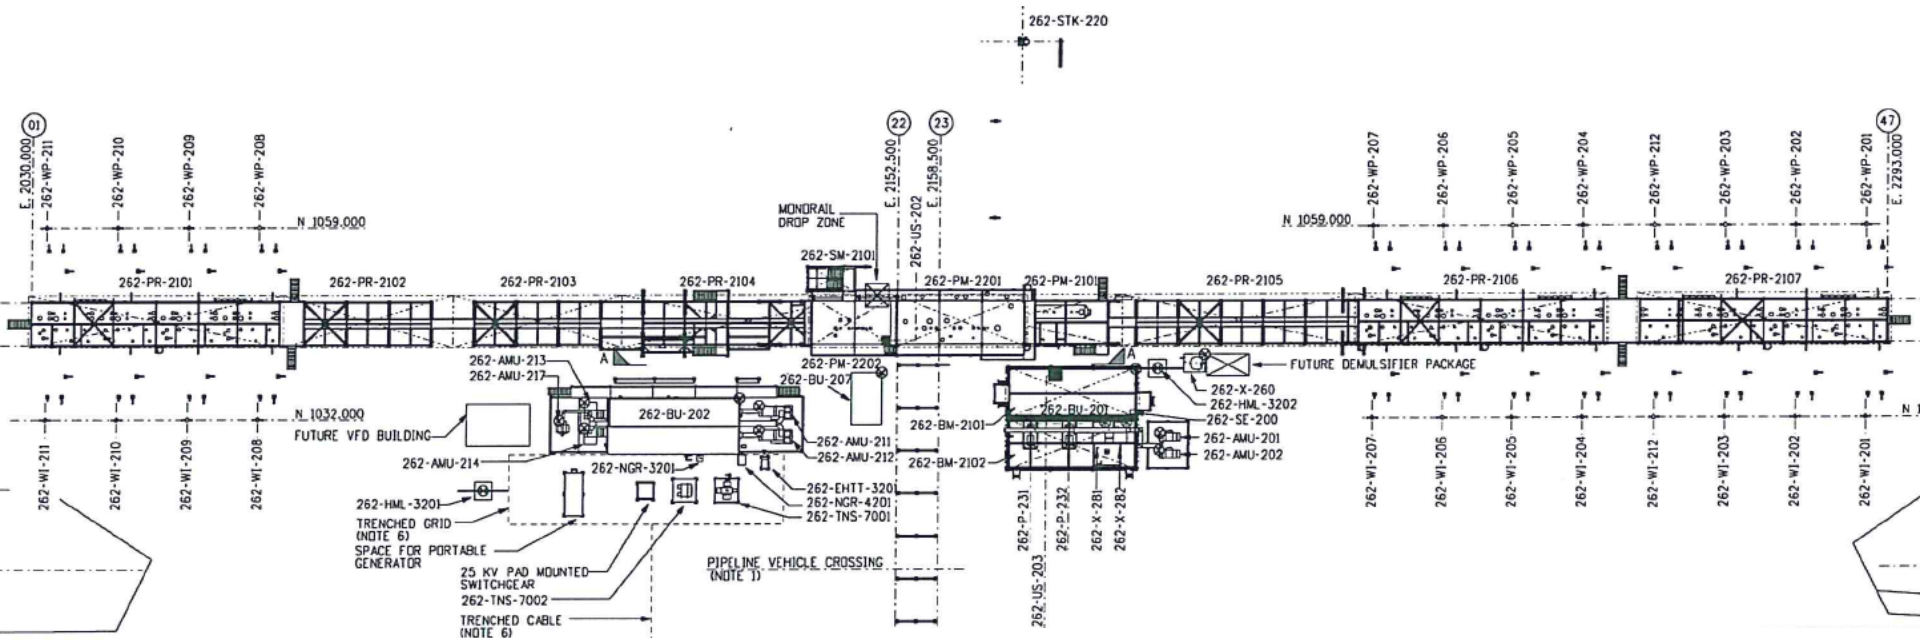 262-STK-220
01
22
23
47
E. 2030.000
262-WP-211
262-WP-210
262-WP-209
262-WP-208
N 1059.000
E. 2152.500
262-US-202
E. 2158.500
MONORAIL
DROP ZONE
262-WP-207
262-WP-206
262-WP-205
262-WP-204
262-WP-212
262-WP-203
262-WP-202
262-WP-201
E. 2293.000
N 1059.000
262-SM-2101
262-PR-2101
262-PR-2102
262-PR-2103
262-PR-2104
262-PM-2201
262-PM-2101
262-PR-2105
262-PR-2106
262-PR-2107
A
A
262-AMU-213
262-AMU-217
262-PM-2202
262-BU-207
FUTURE DEMULSIFIER PACKAGE
262-X-260
262-HML-3202
262-SE-200
262-BU-202
262-BU-201
262-BM-2101
262-BM-2102
N 1032.000
FUTURE VFD BUILDING
262-AMU-211
262-AMU-212
262-AMU-201
262-AMU-202
262-AMU-214
262-NGR-3201
262-EHTT-320
262-NGR-4201
262-TNS-7001
262-HML-3201
TRENCHED GRID
(NOTE 6)
SPACE FOR PORTABLE
GENERATOR
25 KV PAD MOUNTED
SWITCHGEAR
262-TNS-7002
TRENCHED CABLE
(NOTE 6)
PIPELINE VEHICLE CROSSING
(NOTE 1)
262-WI-211
262-WI-210
262-WI-209
262-WI-208
262-P-231
262-US-203
262-P-232
262-X-281
262-X-282
262-WI-207
262-WI-206
262-WI-205
262-WI-204
262-WI-212
262-WI-203
262-WI-202
262-WI-201